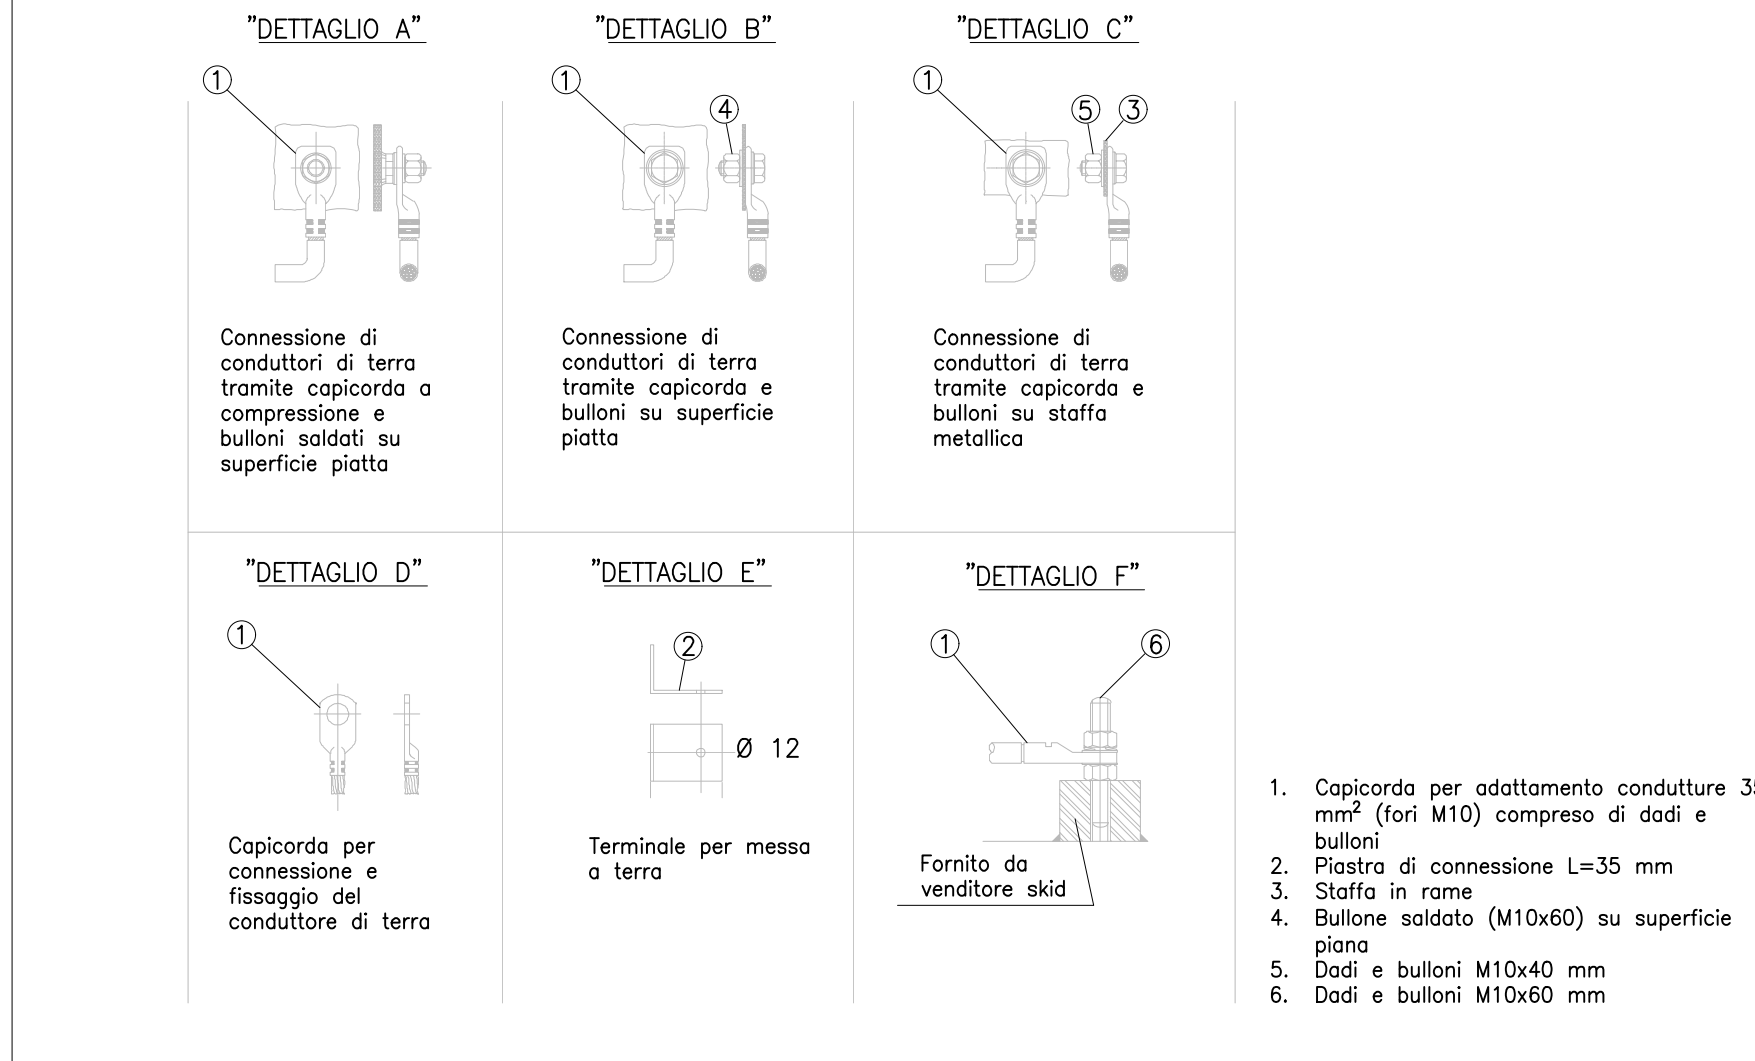 "DETTAGLIO A"
1
Connessione di
conduttori di terra
tramite capicorda a
compressione e
bulloni saldati su
superficie piatta
"DETTAGLIO B"
1
4
Connessione di
conduttori di terra
tramite capicorda e
bulloni su superficie
piatta
"DETTAGLIO C"
1
5
3
Connessione di
conduttori di terra
tramite capicorda e
bulloni su staffa
metallica
"DETTAGLIO D"
1
Capicorda per
connessione e
fissaggio del
conduttore di terra
"DETTAGLIO E"
2
Ø 12
Terminale per messa
a terra
"DETTAGLIO F"
1
6
Fornito da
venditore skid
1. Capicorda per adattamento condutture 35
mm² (fori M10) compreso di dadi e
bulloni
2. Piastra di connessione L=35 mm
3. Staffa in rame
4. Bullone saldato (M10x60) su superficie
piana
5. Dadi e bulloni M10x40 mm
6. Dadi e bulloni M10x60 mm